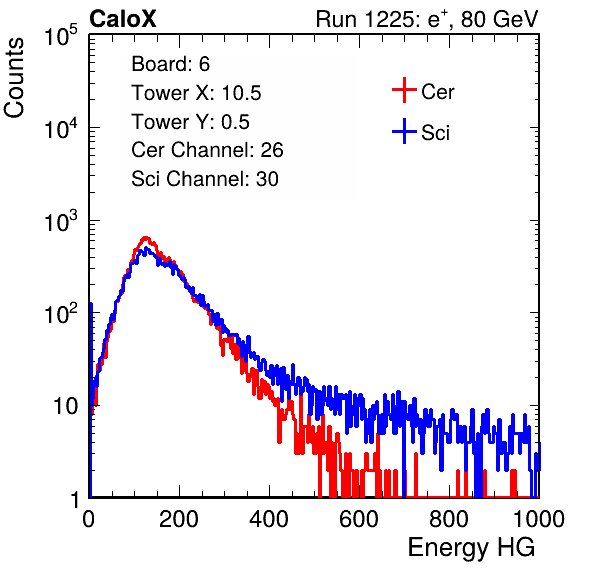 CaloX Run 1225: e⁺, 80 GeV
Board: 6
Tower X: 10.5
Tower Y: 0.5
Cer Channel: 26
Sci Channel: 30
Cer
Sci
Counts
10⁵
10⁴
10³
10²
10
1
0 200 400 600 800 1000
Energy HG